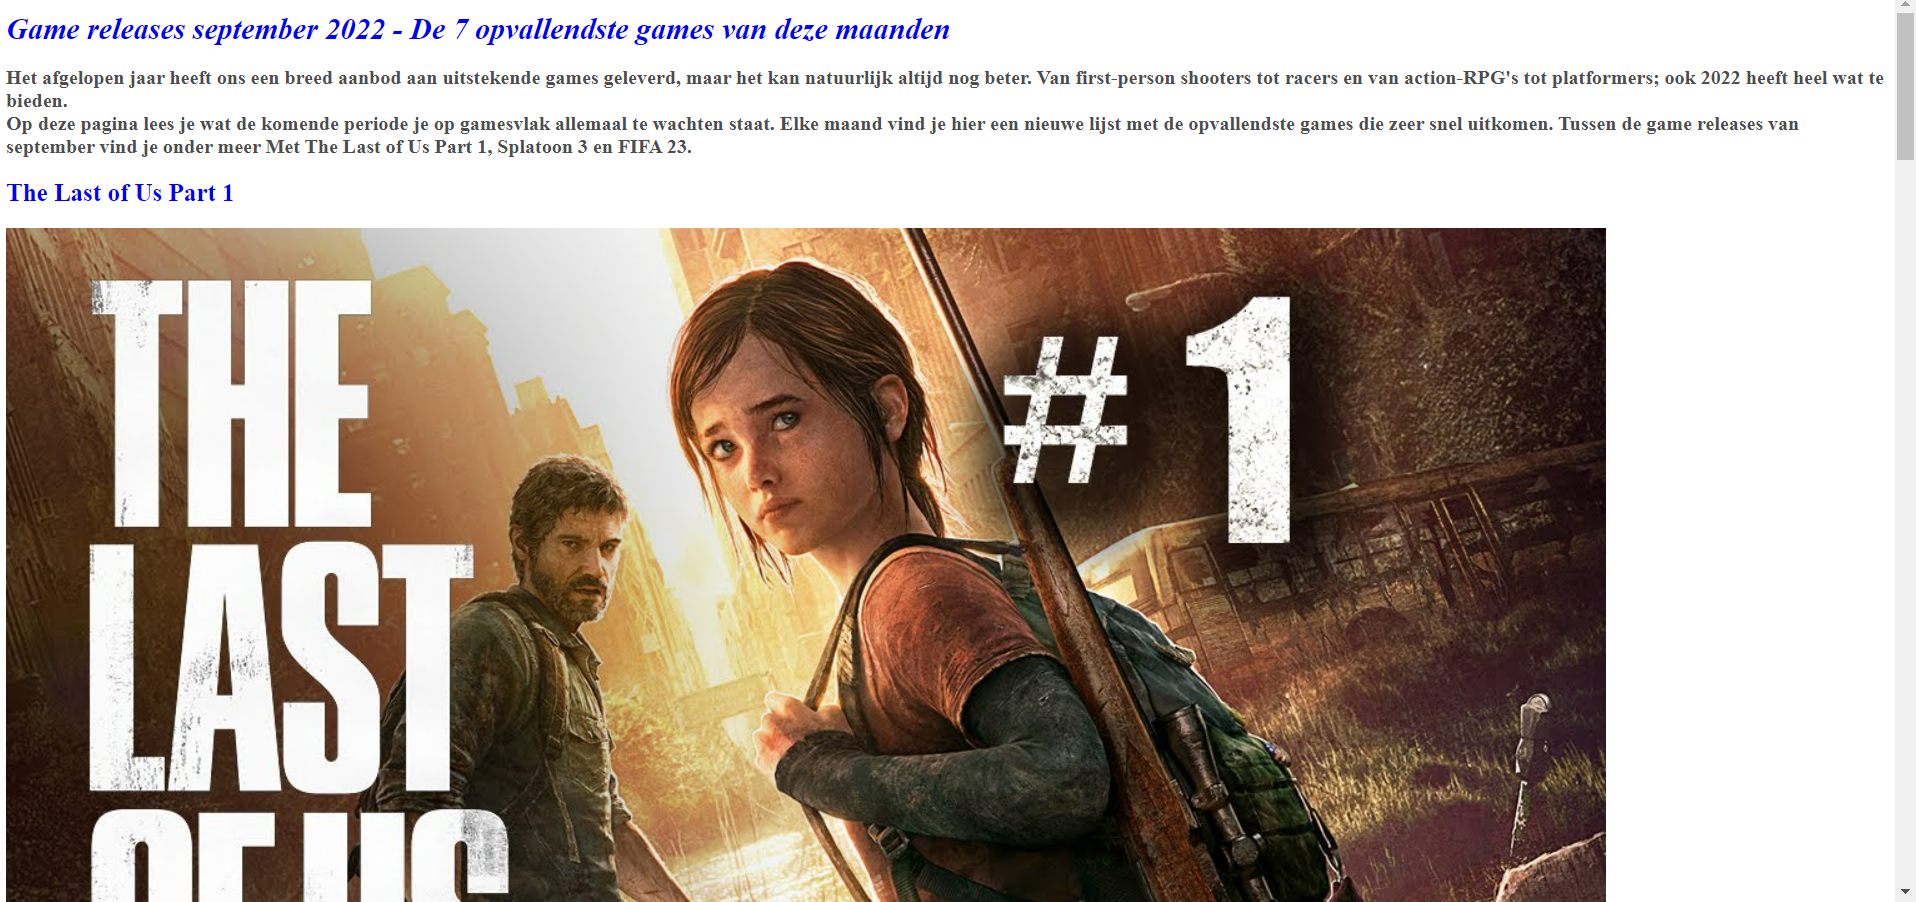 Game releases september 2022 - De 7 opvallendste games van deze maanden
Het afgelopen jaar heeft ons een breed aanbod aan uitstekende games geleverd, maar het kan natuurlijk altijd nog beter. Van first-person shooters tot racers en van action-RPG's tot platformers; ook 2022 heeft heel wat te
bieden.
Op deze pagina lees je wat de komende periode je op gamesvlak allemaal te wachten staat. Elke maand vind je hier een nieuwe lijst met de opvallendste games die zeer snel uitkomen. Tussen de game releases van
september vind je onder meer Met The Last of Us Part 1, Splatoon 3 en FIFA 23.
The Last of Us Part 1
THE
LAST
OF US
#1